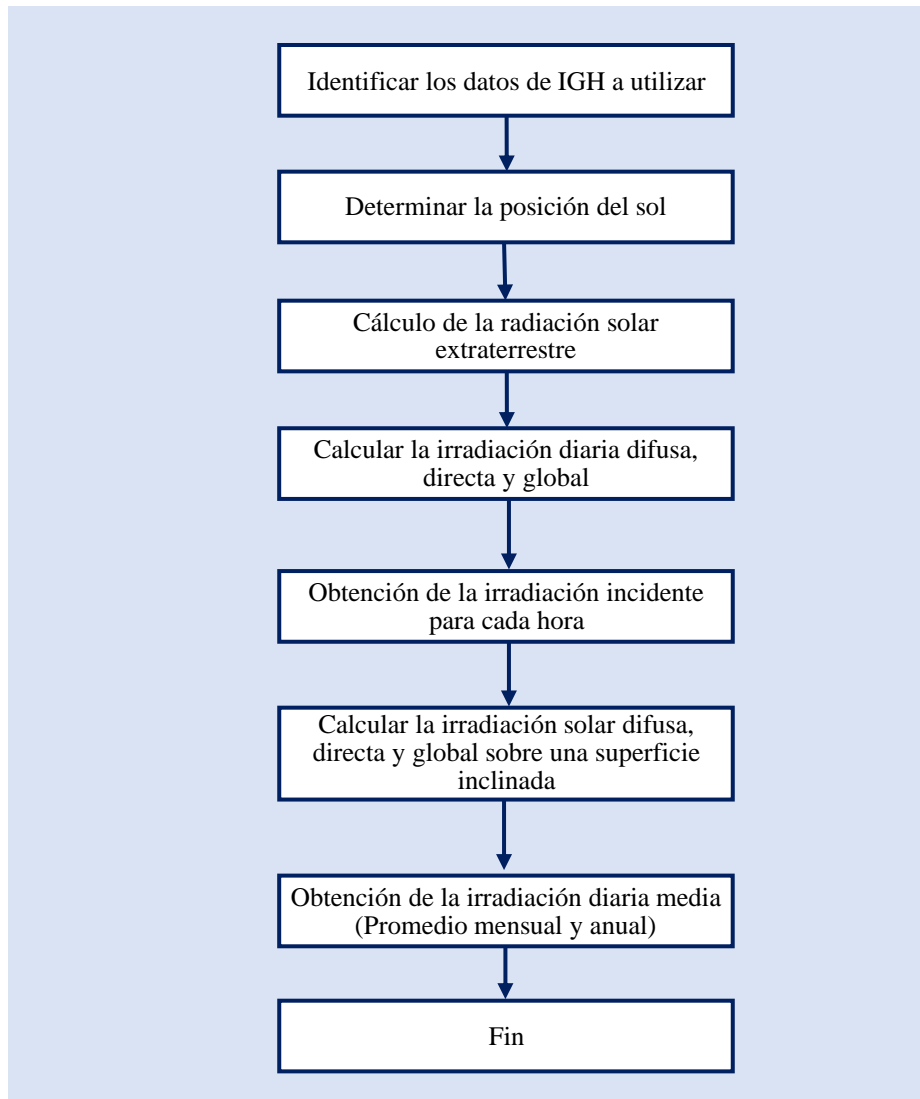 Identificar los datos de IGH a utilizar
Determinar la posición del sol
Cálculo de la radiación solar
extraterrestre
Calcular la irradiación diaria difusa,
directa y global
Obtención de la irradiación incidente
para cada hora
Calcular la irradiación solar difusa,
directa y global sobre una superficie
inclinada
Obtención de la irradiación diaria media
(Promedio mensual y anual)
Fin